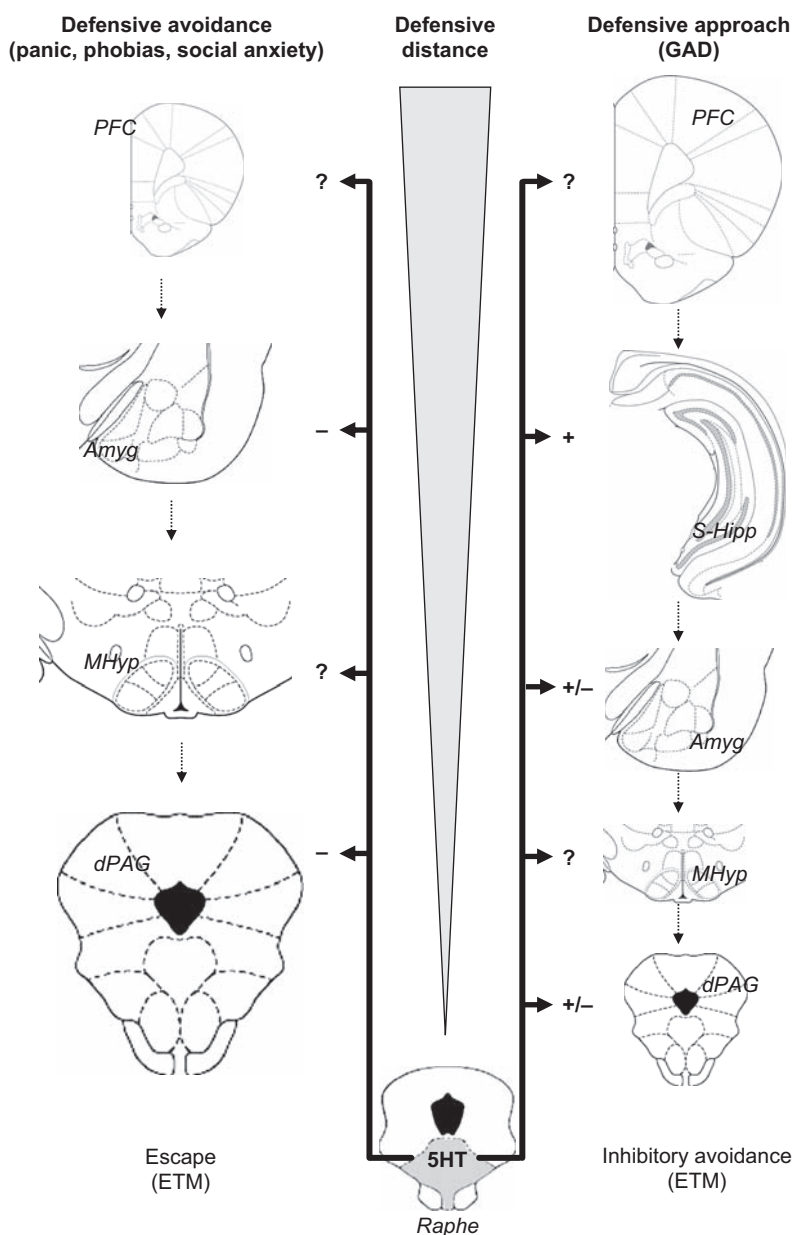 Defensive avoidance
(panic, phobias, social anxiety)
Defensive
distance
Defensive approach
(GAD)
PFC
PFC
?
?
Amyg
–
+
S-Hipp
MHyp
?
+/–
Amyg
dPAG
–
?
MHyp
+/–
dPAG
Escape
(ETM)
5HT
Raphe
Inhibitory avoidance
(ETM)